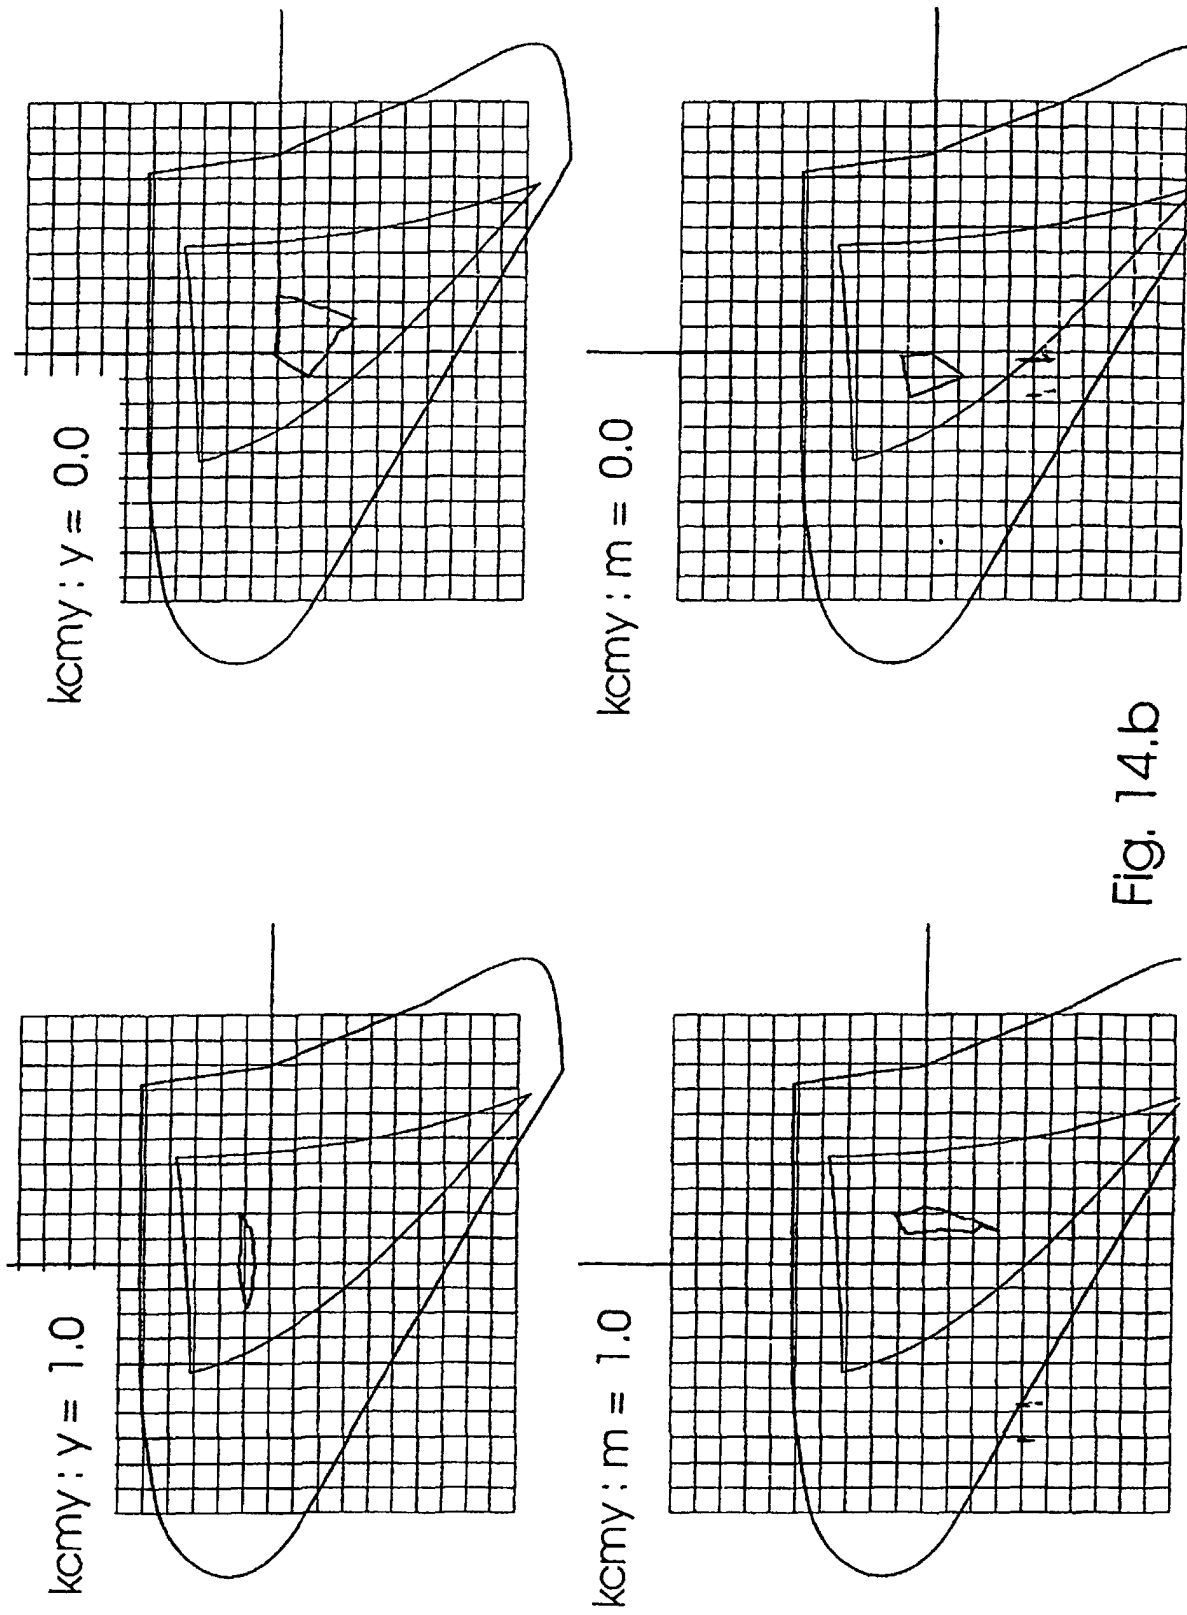 kcmy : y = 1.0
kcmy : y = 0.0
kcmy : m = 1.0
kcmy : m = 0.0
Fig. 14.b